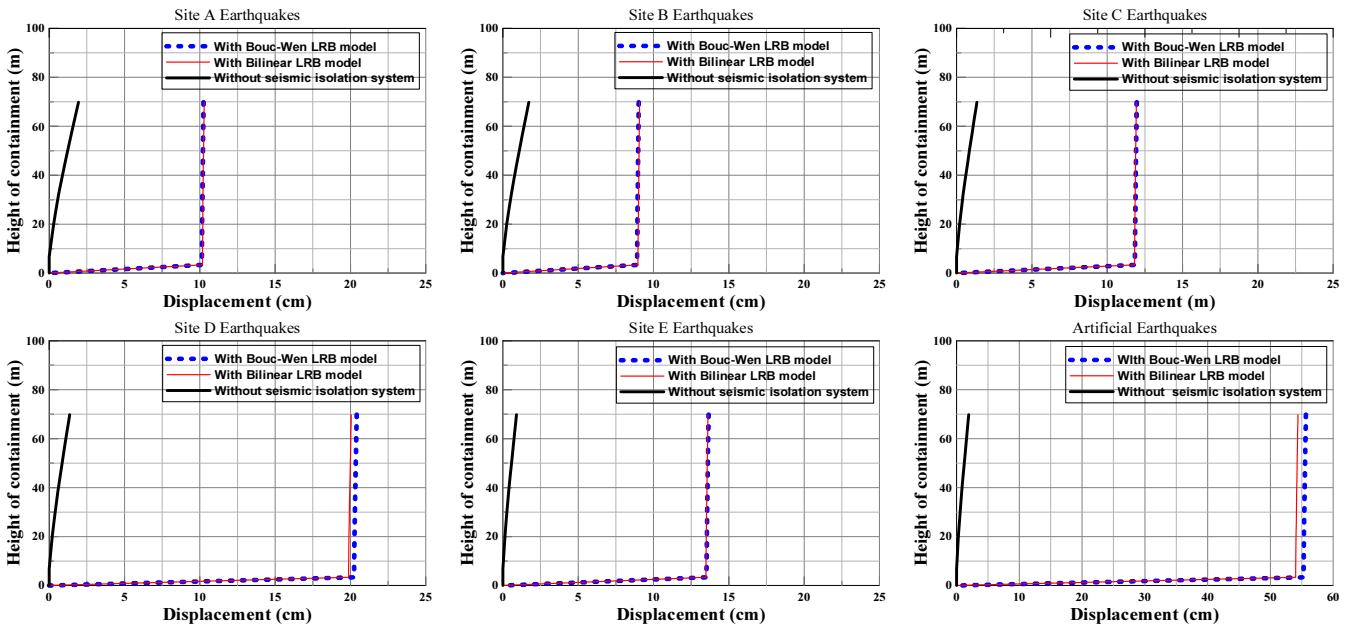 Site A Earthquakes
Height of containment (m)
100
80
60
40
20
0
With Bouc-Wen LRB model
With Bilinear LRB model
Without seismic isolation system
0 5 10 15 20 25
Displacement (cm)
Site B Earthquakes
Height of containment (m)
100
80
60
40
20
0
With Bouc-Wen LRB model
With Bilinear LRB model
Without seismic isolation system
0 5 10 15 20 25
Displacement (cm)
Site C Earthquakes
Height of containment (m)
100
80
60
40
20
0
With Bouc-Wen LRB model
With Bilinear LRB model
Without seismic isolation system
0 5 10 15 20 25
Displacement (m)
Site D Earthquakes
Height of containment (m)
100
80
60
40
20
0
With Bouc-Wen LRB model
With Bilinear LRB model
Without seismic isolation system
0 5 10 15 20 25
Displacement (cm)
Site E Earthquakes
Height of containment (m)
100
80
60
40
20
0
With Bouc-Wen LRB model
With Bilinear LRB model
Without seismic isolation system
0 5 10 15 20 25
Displacement (cm)
Artificial Earthquakes
Height of containment (m)
100
80
60
40
20
0
With Bouc-Wen LRB model
With Bilinear LRB model
Without seismic isolation system
0 10 20 30 40 50 60
Displacement (cm)